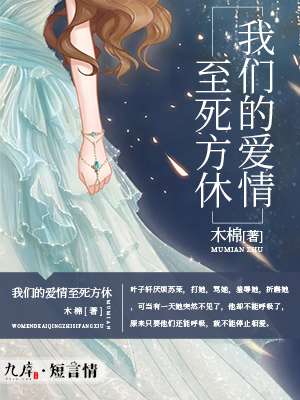 我们的爱情
至死方休
木棉[著]
MUMIAN ZHU
我们的爱情至死方休
木棉[著]
MUMIAN
WOMENDEAIQINGZHISIFANGXIU
叶子轩厌烦苏茉，打她，骂她，羞辱她，折磨她
，可当有一天她突然不见了，他却不能呼吸了，
原来只要他们还能呼吸，就不能停止相爱。
九库·短言情